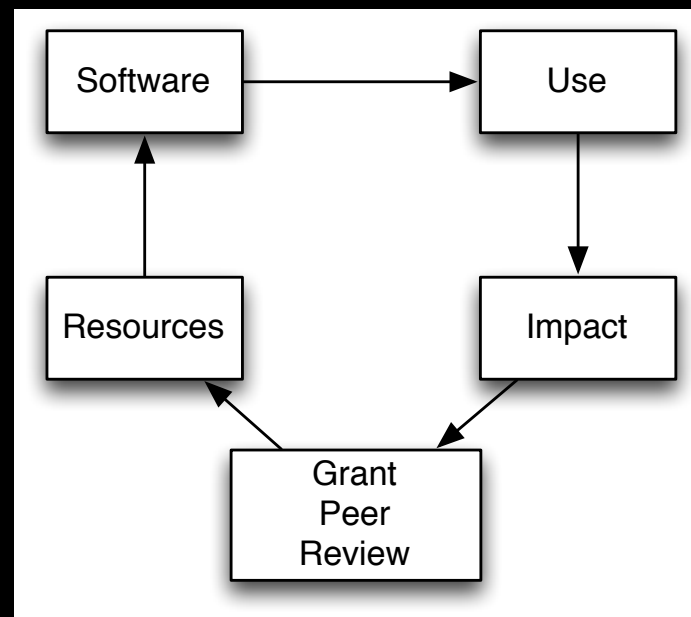 Software
Use
Resources
Impact
Grant
Peer
Review